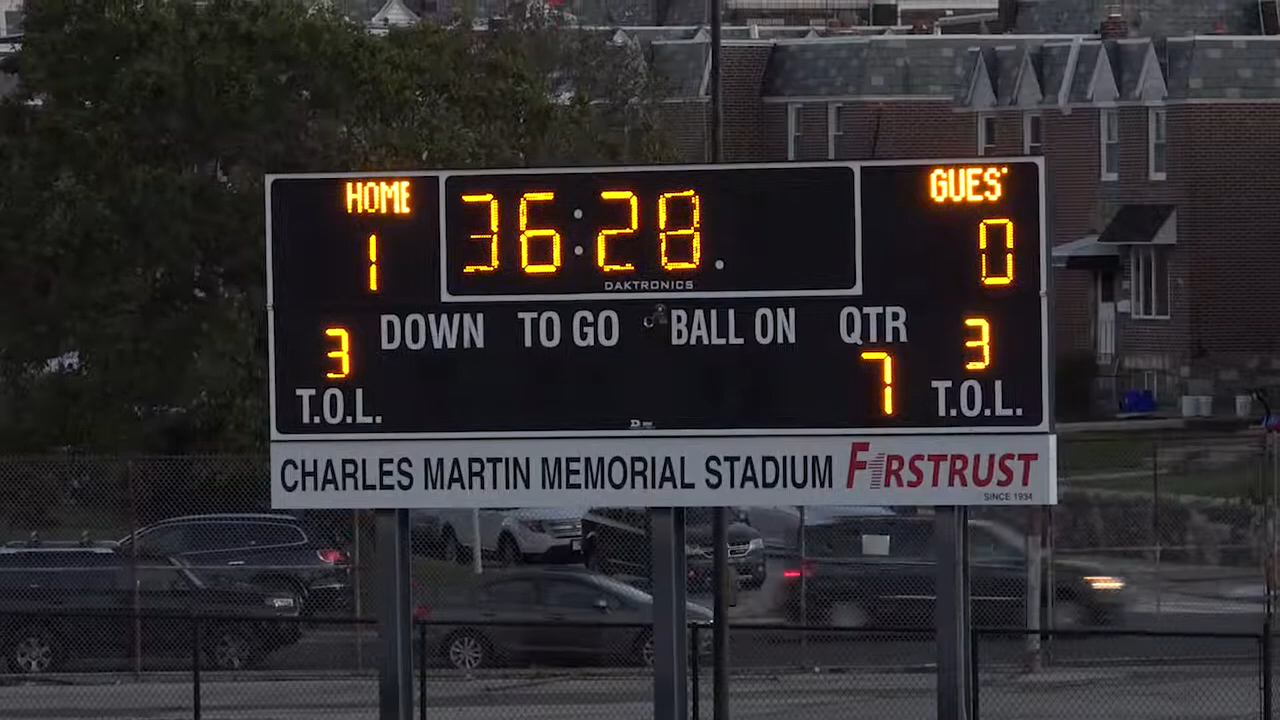 HOME 36:28 GUES
1 0
DAKTRONICS
DOWN TO GO BALL ON QTR
3 7 3
T.O.L. T.O.L.
CHARLES MARTIN MEMORIAL STADIUM F1RSTRUST
SINCE 1934